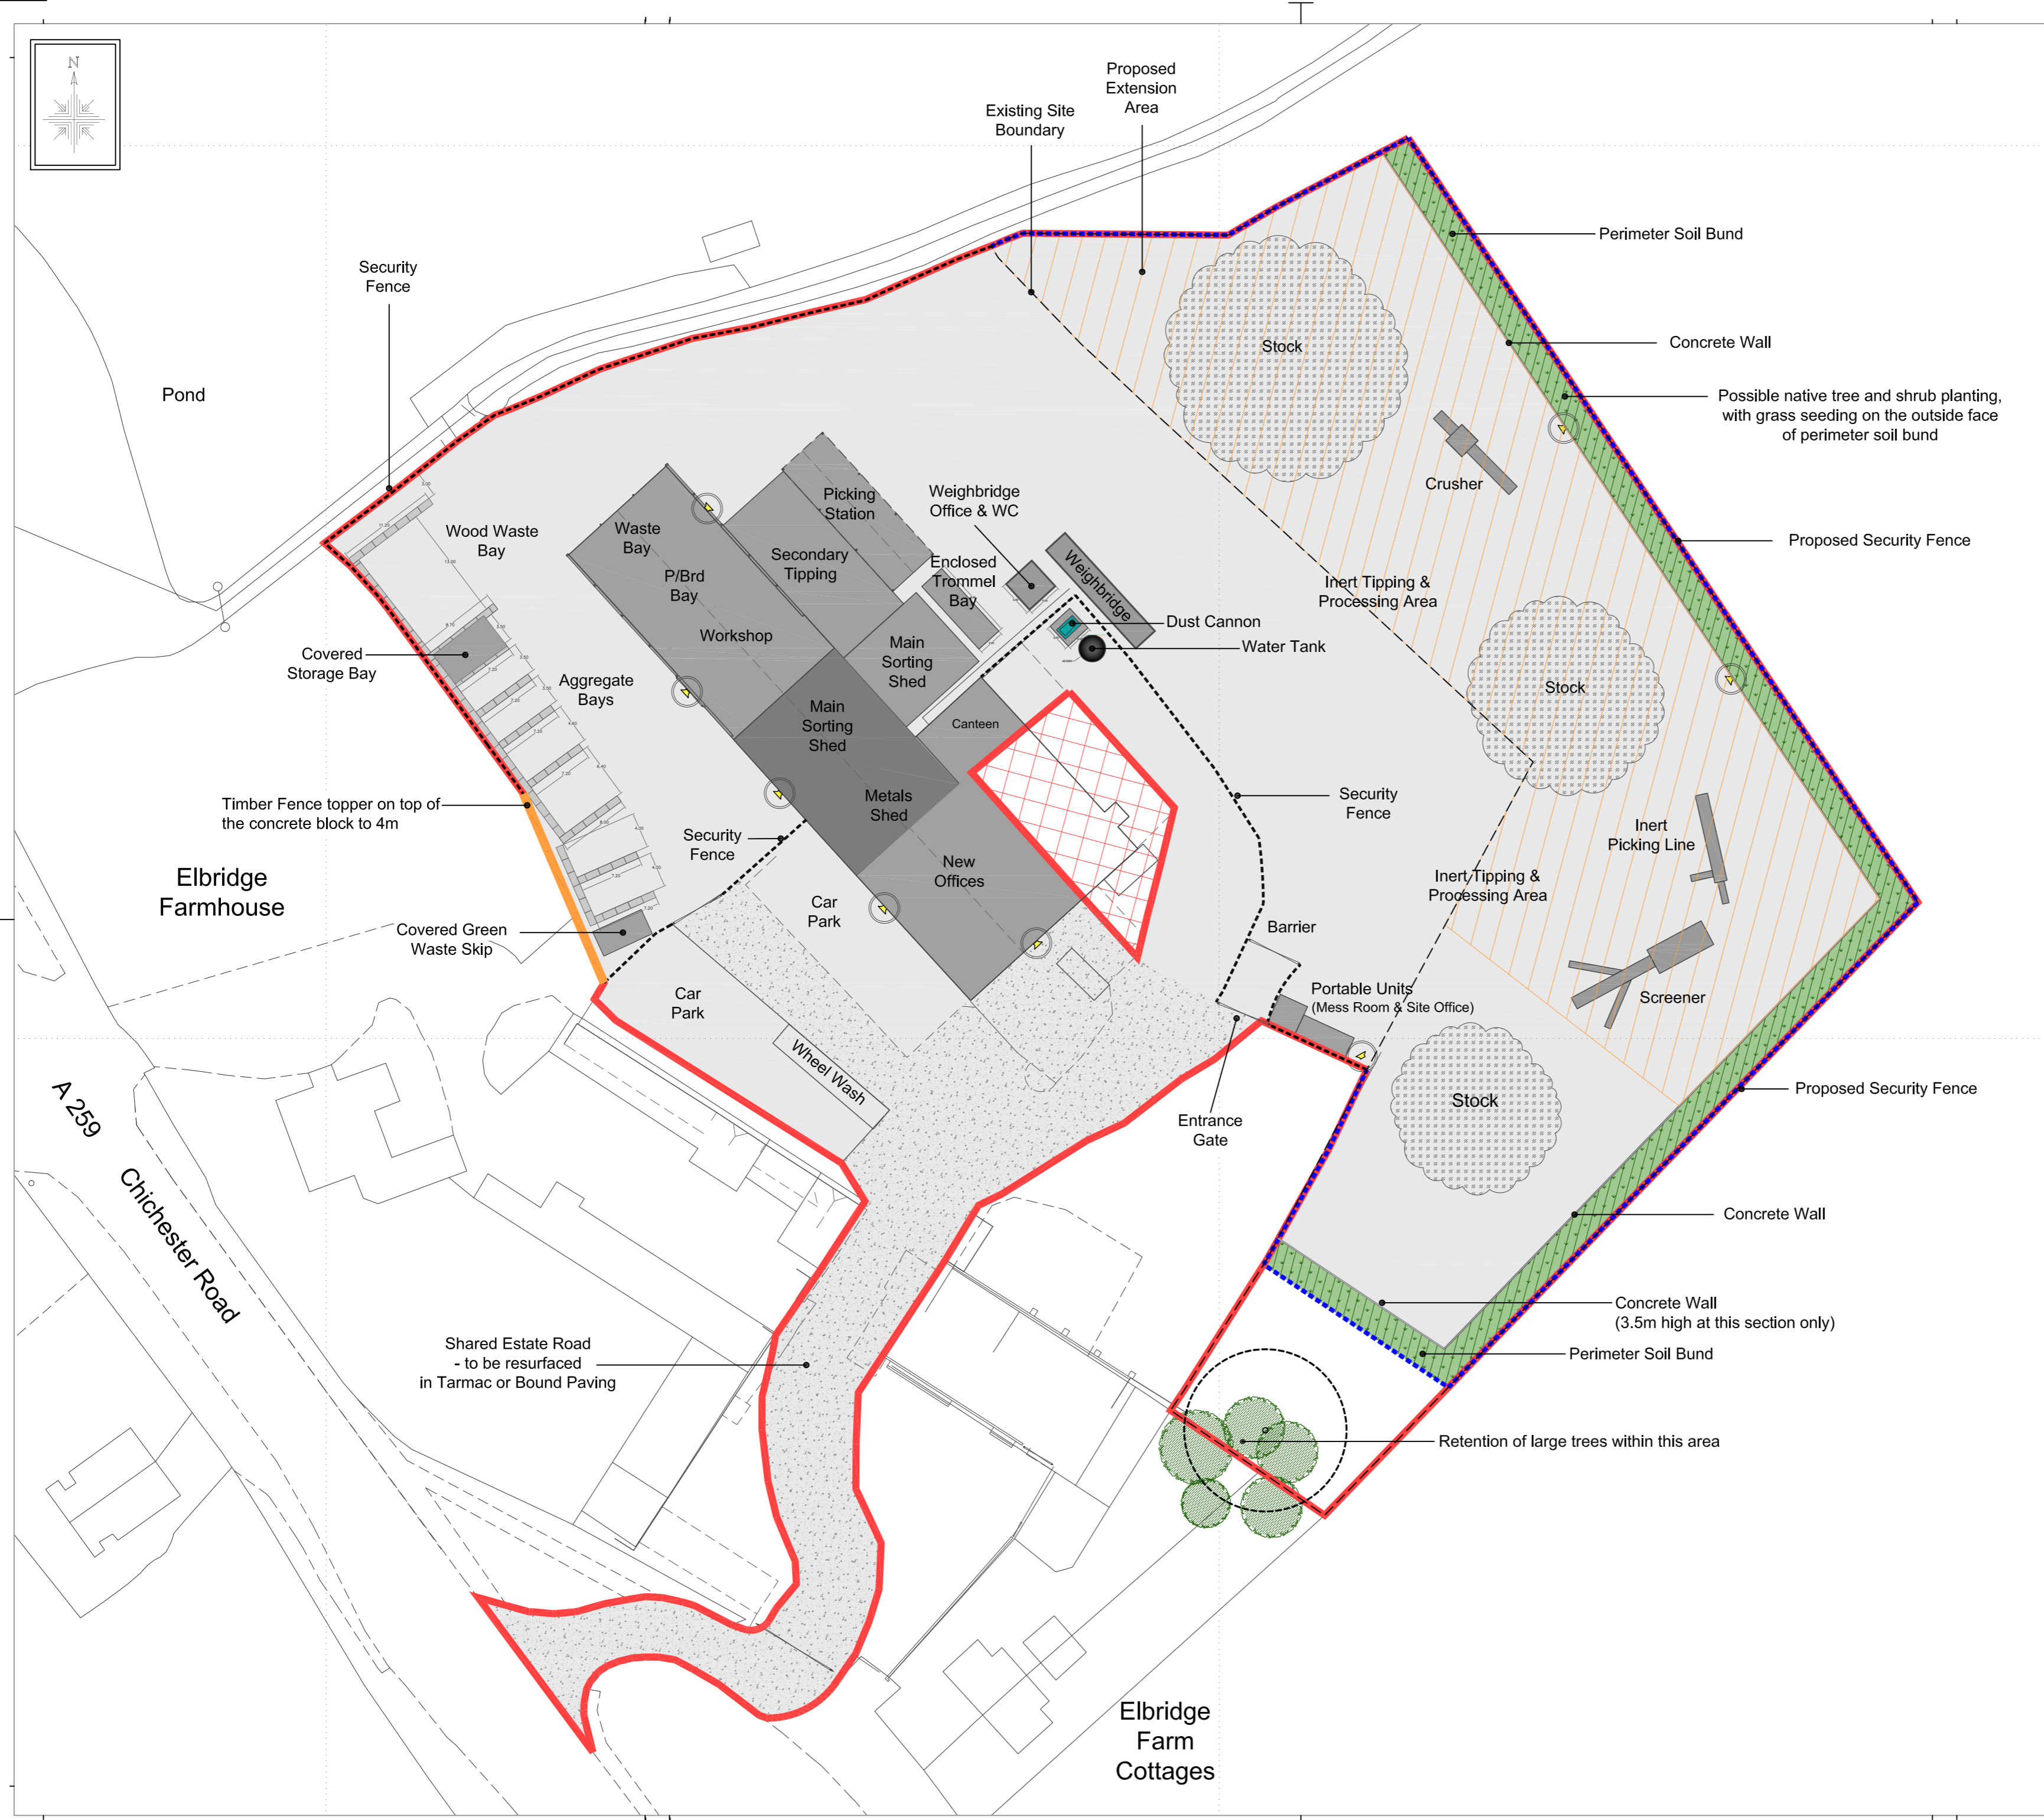 N
Proposed
Extension
Area
Existing Site
Boundary
Perimeter Soil Bund
Security
Fence
Concrete Wall
Stock
Pond
Possible native tree and shrub planting,
with grass seeding on the outside face
of perimeter soil bund
Crusher
Picking
Station
Weighbridge
Office & WC
Wood Waste
Bay
Waste
Bay
Proposed Security Fence
Secondary
Tipping
Enclosed
Trommel
Bay
Weighbridge
P/Brd
Bay
Inert Tipping &
Processing Area
Workshop
Dust Cannon
Water Tank
Main
Sorting
Shed
Covered
Storage Bay
Aggregate
Bays
Stock
Main
Sorting
Shed
Canteen
Timber Fence topper on top of
the concrete block to 4m
Metals
Shed
Security
Fence
Security
Fence
Inert
Picking Line
Elbridge
Farmhouse
New
Offices
Inert Tipping &
Processing Area
Car
Park
Covered Green
Waste Skip
Barrier
Car
Park
Portable Units
(Mess Room & Site Office)
Screener
Wheel Wash
A 259
Chichester Road
Stock
Proposed Security Fence
Entrance
Gate
Concrete Wall
Concrete Wall
(3.5m high at this section only)
Shared Estate Road
- to be resurfaced
in Tarmac or Bound Paving
Perimeter Soil Bund
Retention of large trees within this area
Elbridge
Farm
Cottages